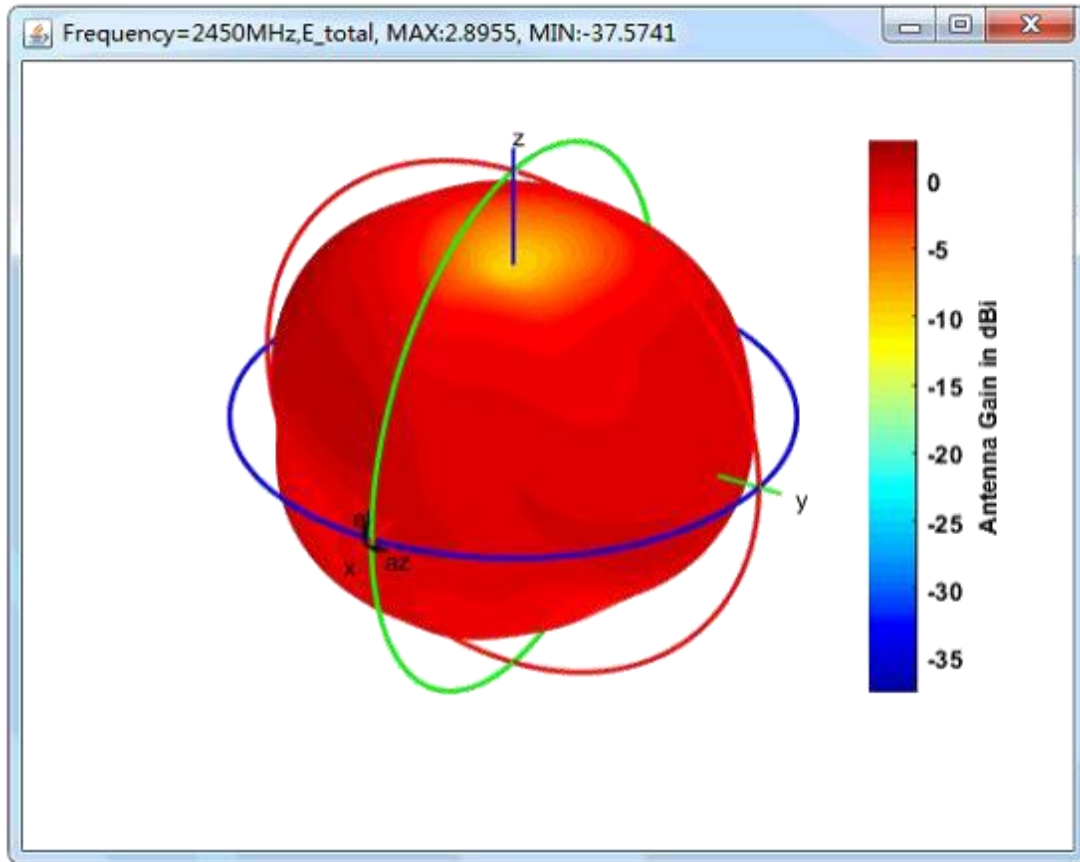 Frequency=2450MHz,E_total, MAX:2.8955, MIN:-37.5741
z
0
-5
-10
-15
-20
-25
-30
-35
Antenna Gain in dBi
y
x
az